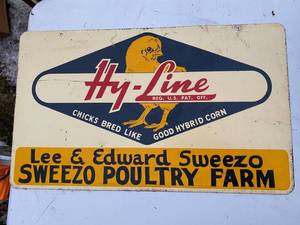 Hy-Line
REG. U.S. PAT. OFF.
CHICKS BRED LIKE GOOD HYBRID CORN
Lee & Edward Sweezo
SWEEZO POULTRY FARM